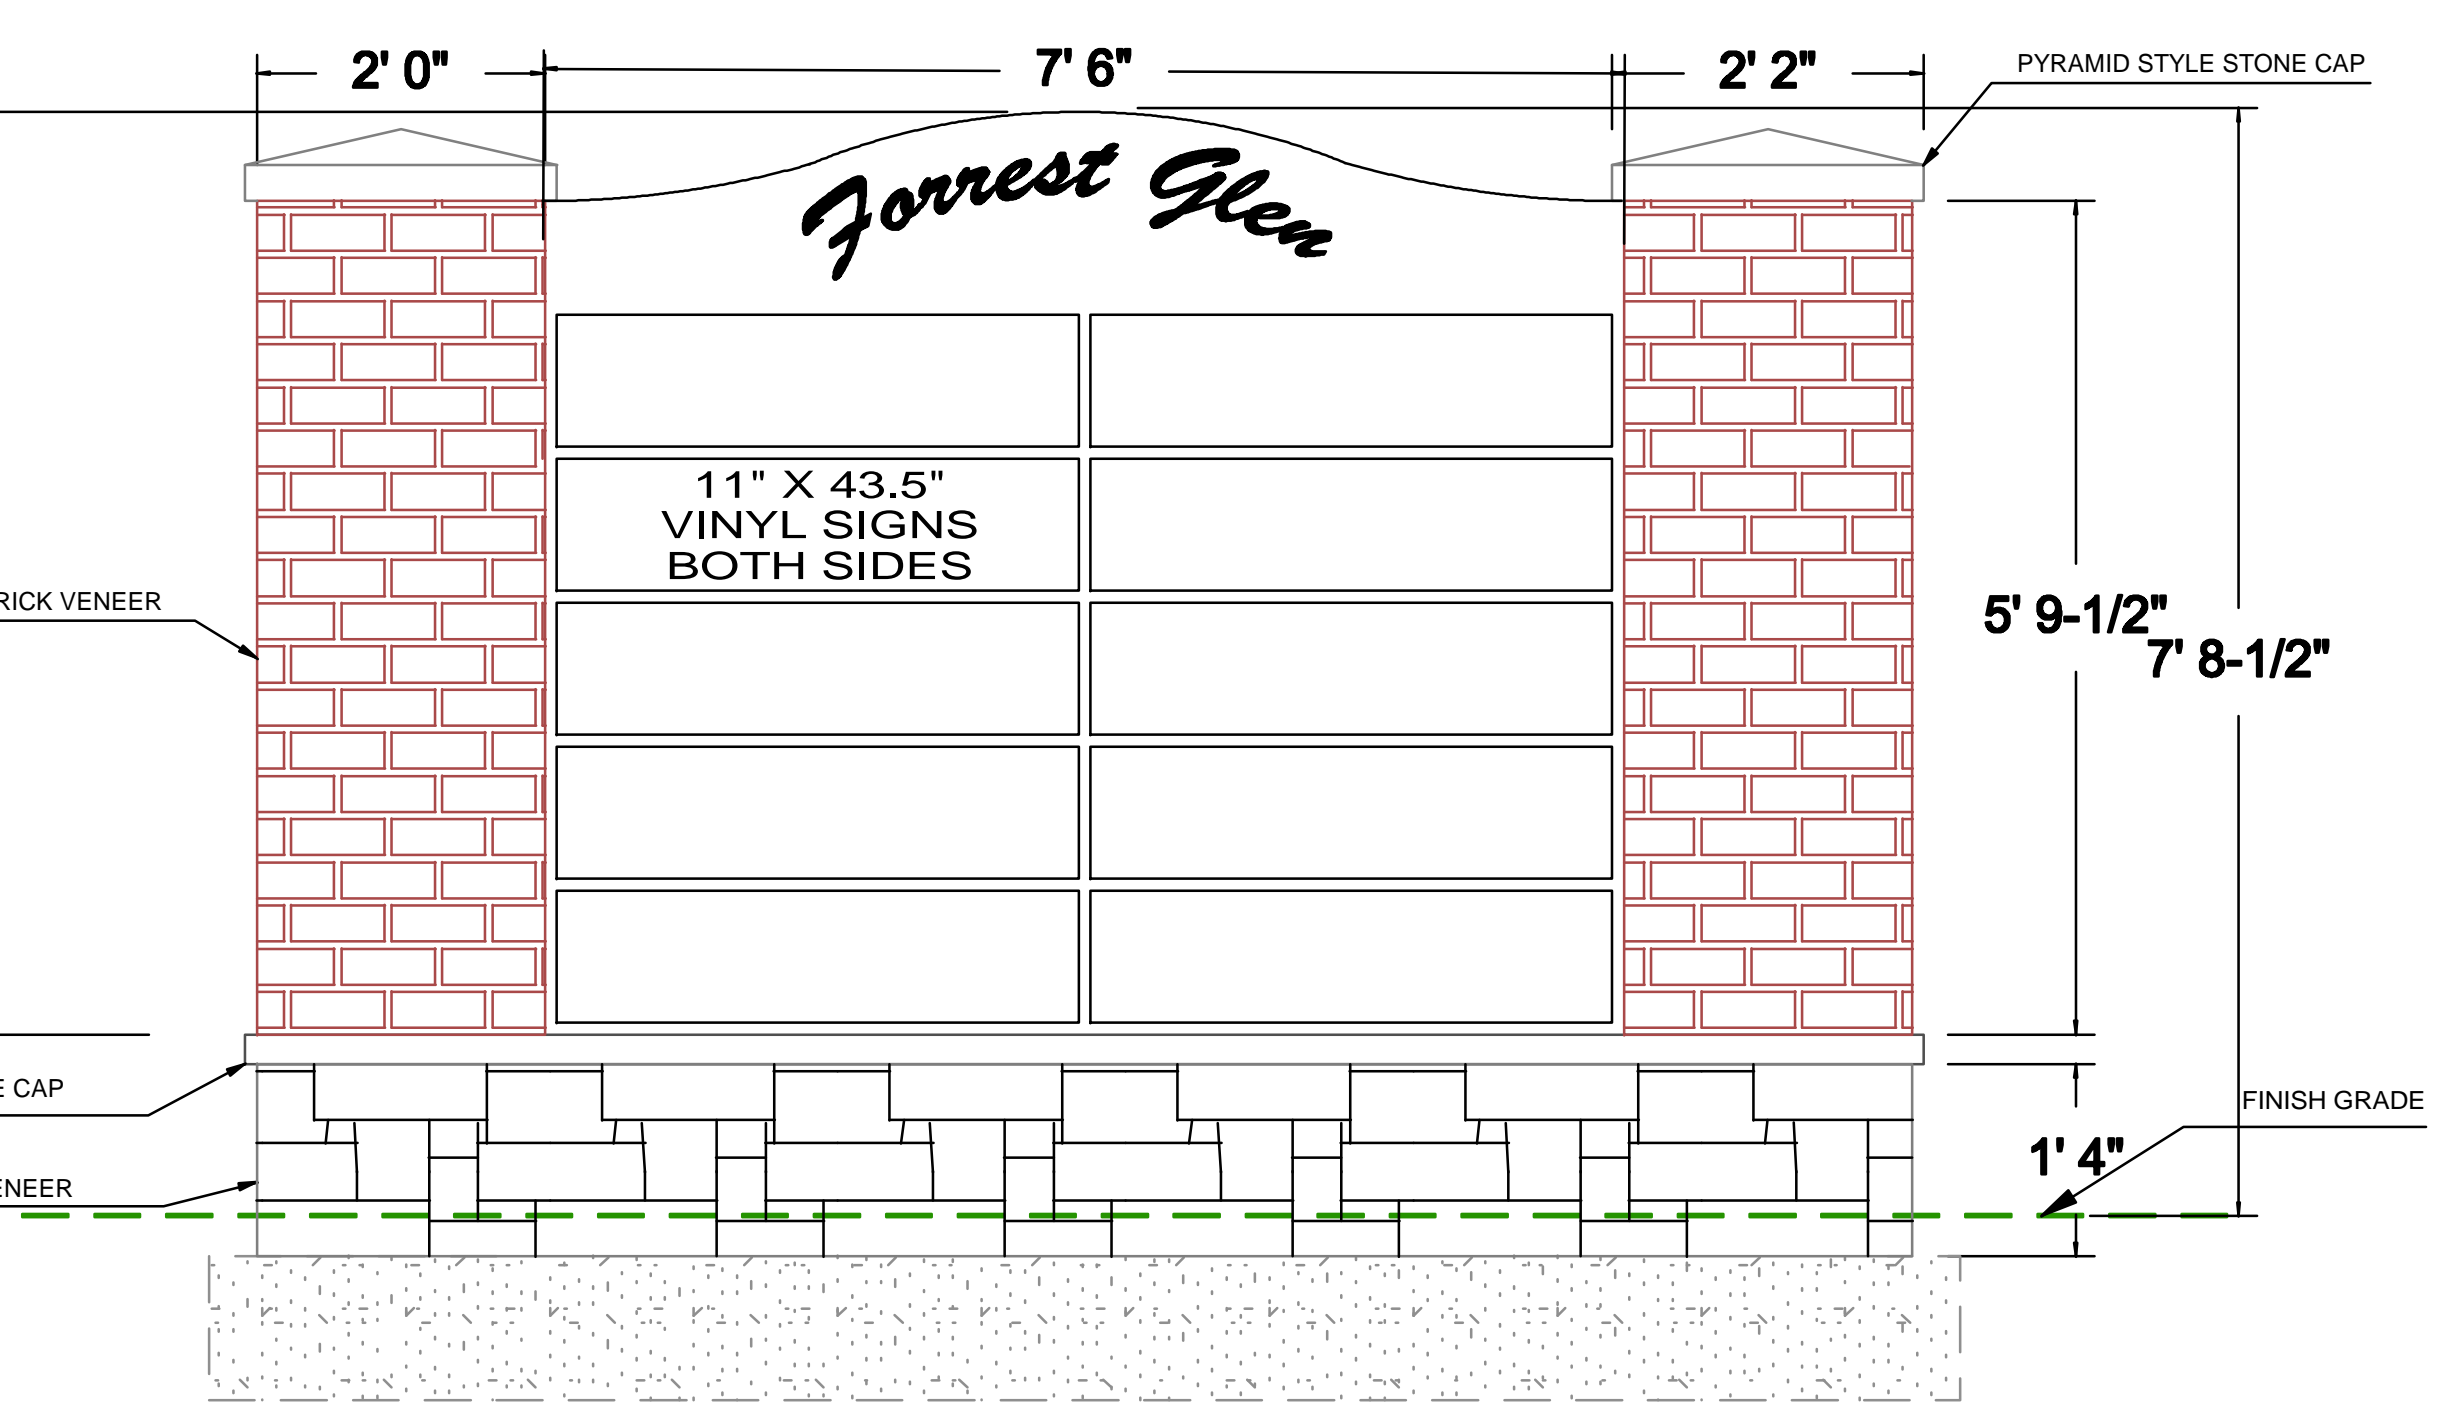 2' 0"
7' 6"
2' 2"
PYRAMID STYLE STONE CAP
Forrest Glen
11" X 43.5"
VINYL SIGNS
BOTH SIDES
RICK VENEER
5' 9-1/2"
7' 8-1/2"
E CAP
FINISH GRADE
1' 4"
ENEER